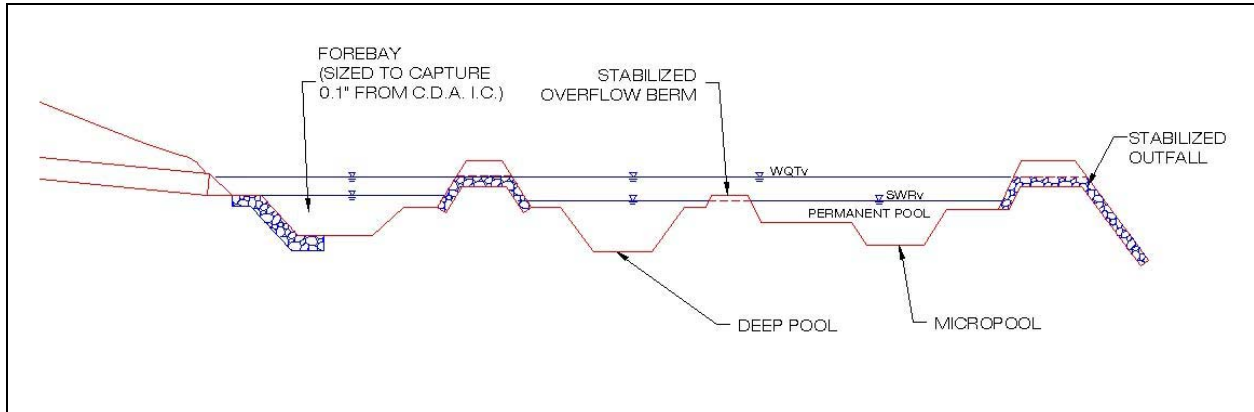 FOREBAY
(SIZED TO CAPTURE
0.1" FROM C.D.A. I.C.)
STABILIZED
OVERFLOW BERM
STABILIZED
OUTFALL
WQTv
SWRv
PERMANENT POOL
DEEP POOL
MICROPOOL